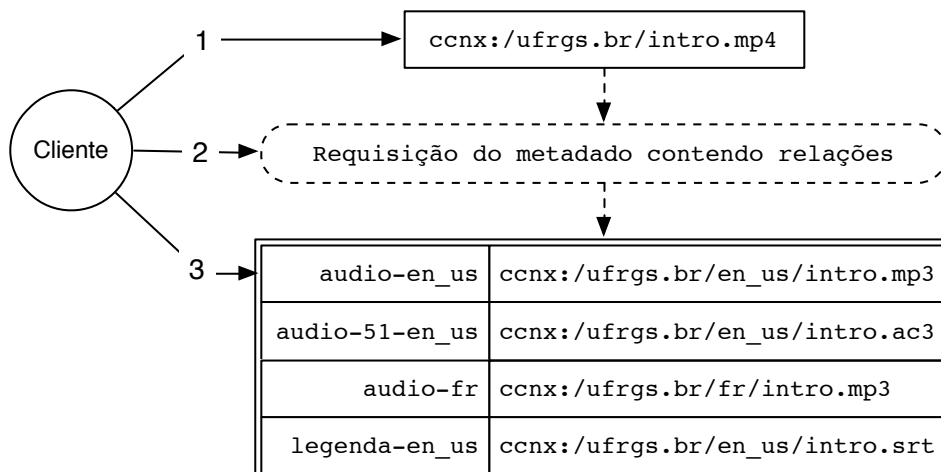 1
ccnx:/ufrgs.br/intro.mp4
Cliente
2
Requisição do metadado contendo relações
3
audio-en_us ccnx:/ufrgs.br/en_us/intro.mp3
audio-51-en_us ccnx:/ufrgs.br/en_us/intro.ac3
audio-fr ccnx:/ufrgs.br/fr/intro.mp3
legenda-en_us ccnx:/ufrgs.br/en_us/intro.srt